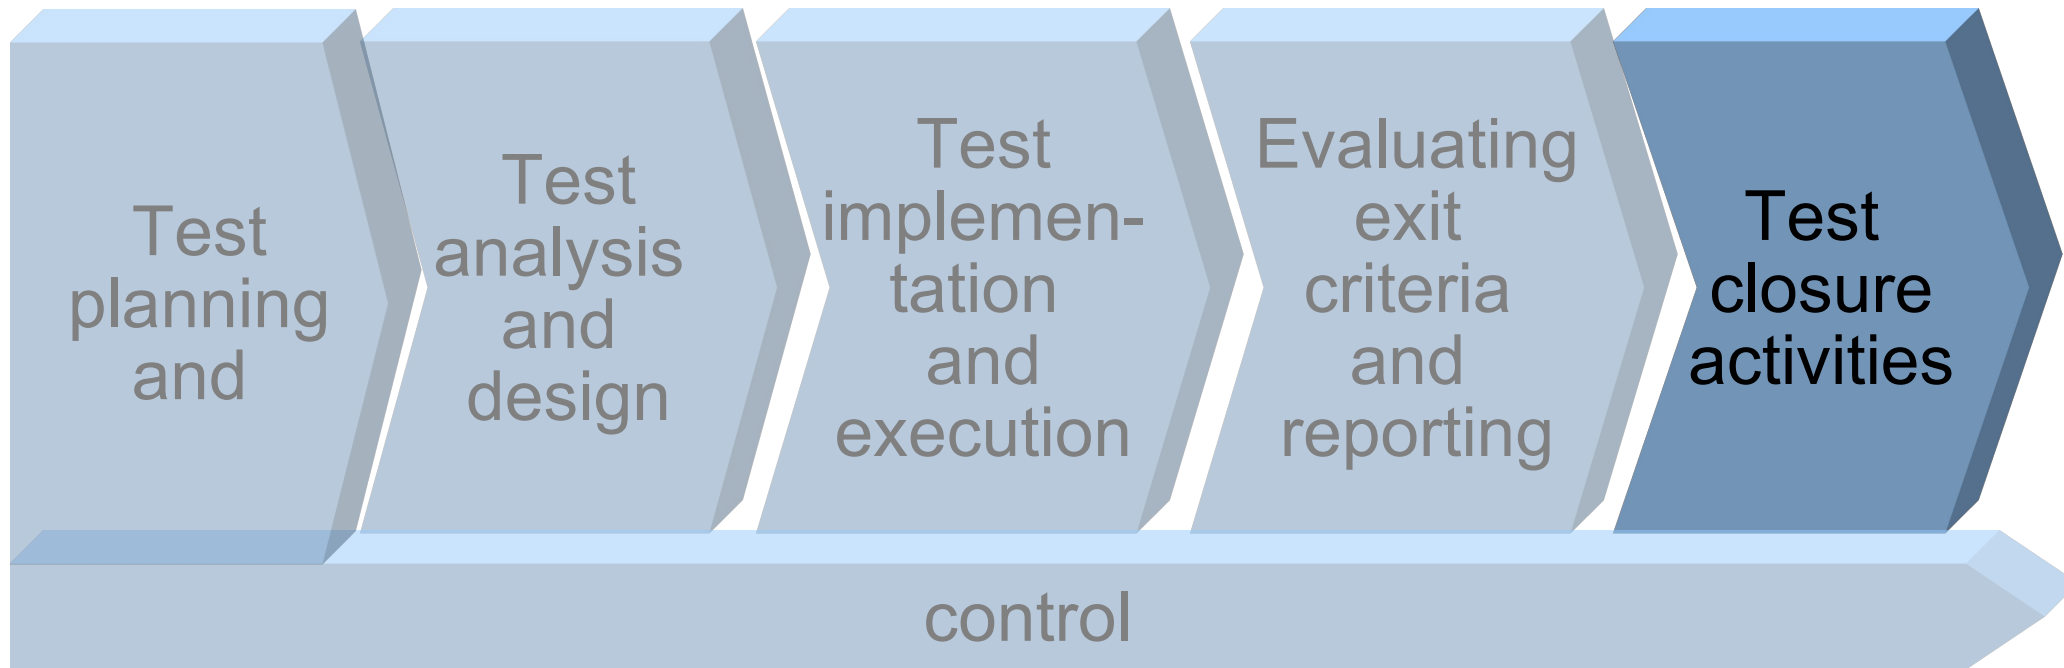 Test
planning
and
Test
analysis
and
design
Test
implemen-
tation
and
execution
Evaluating
exit
criteria
and
reporting
Test
closure
activities
control